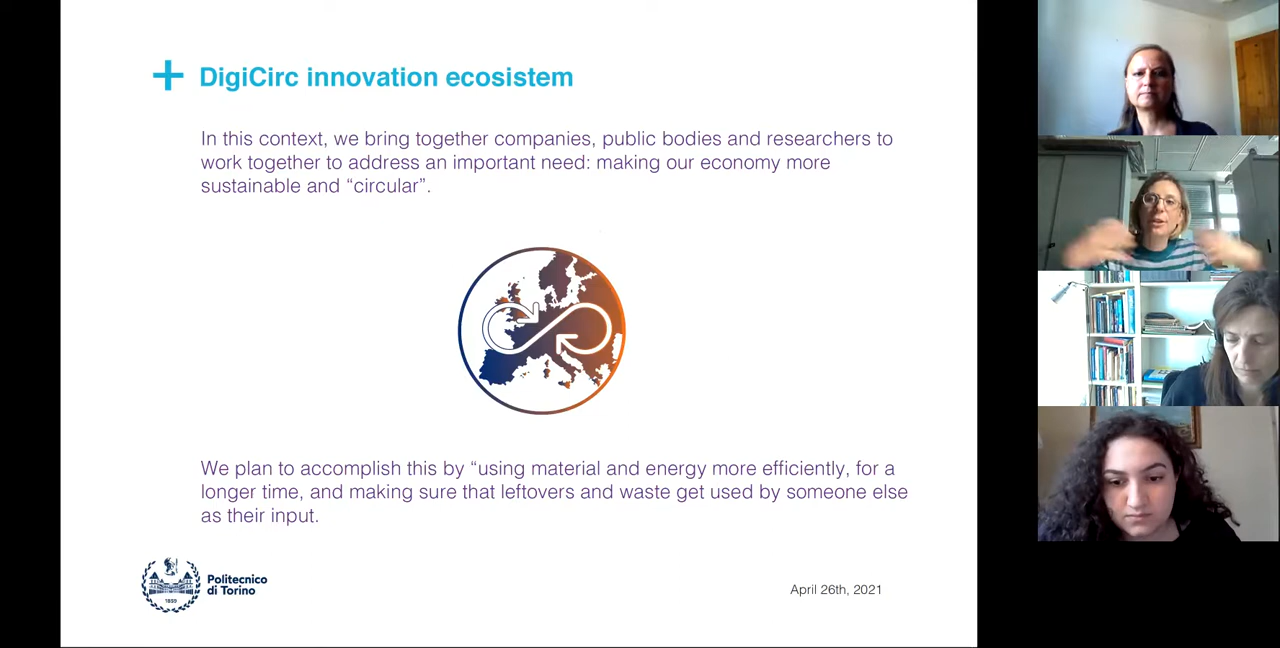 DigiCirc innovation ecosistem
In this context, we bring together companies, public bodies and researchers to
work together to address an important need: making our economy more
sustainable and “circular”.
We plan to accomplish this by “using material and energy more efficiently, for a
longer time, and making sure that leftovers and waste get used by someone else
as their input.
Politecnico
di Torino
1859
April 26th, 2021